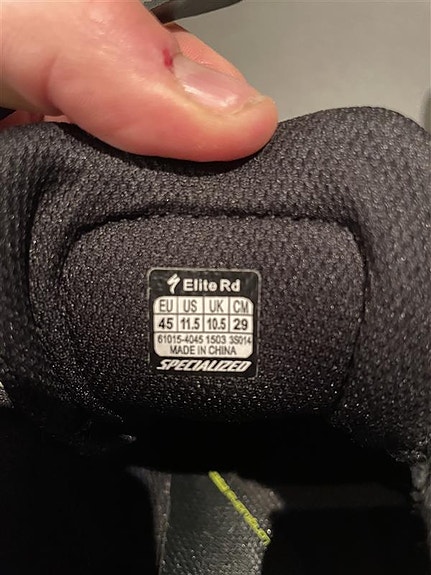 Elite Rd
EU US UK CM
45 11.5 10.5 29
61015-4045 1503 3S014
MADE IN CHINA
SPECIALIZED